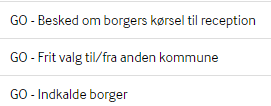 GO - Besked om borgers kørsel til reception
GO - Frit valg til/fra anden kommune
GO - Indkalde borger